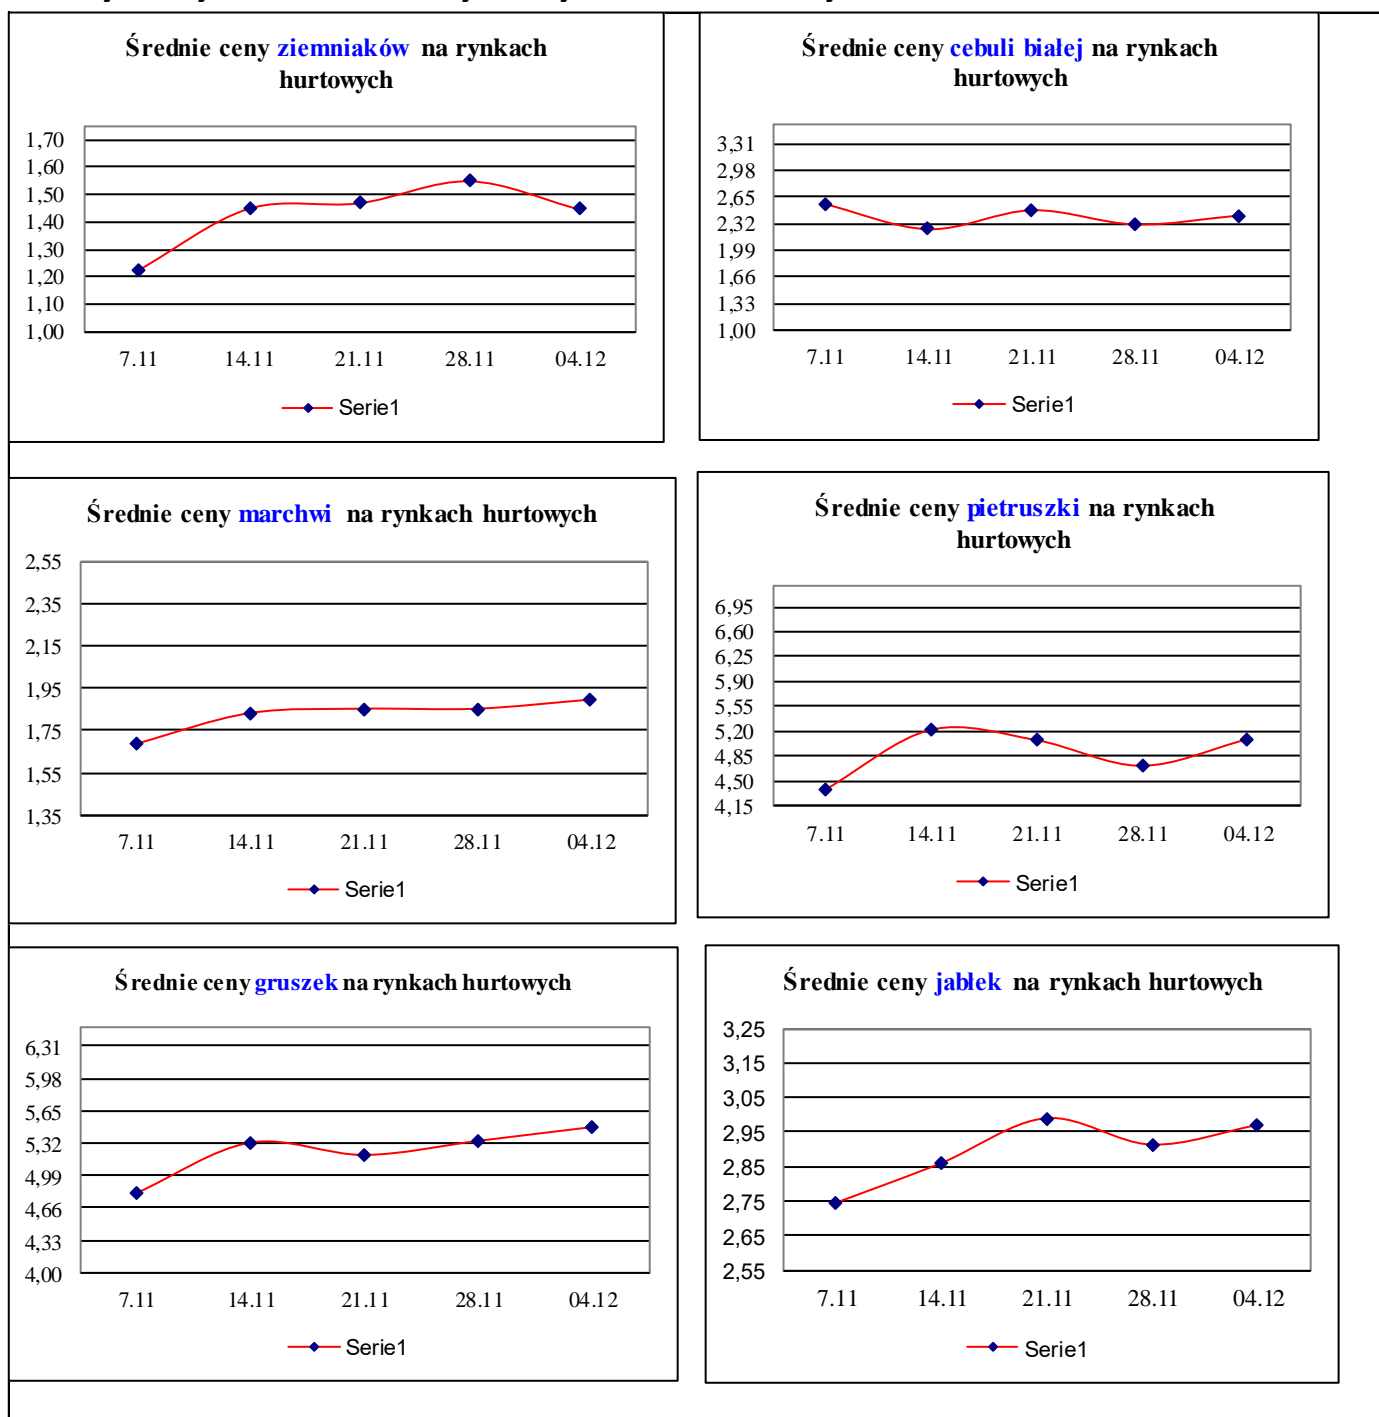 Średnie ceny ziemniaków na rynkach
hurtowych
1,70
1,60
1,50
1,40
1,30
1,20
1,10
1,00
7.11 14.11 21.11 28.11 04.12
Serie1
Średnie ceny cebuli białej na rynkach
hurtowych
3,31
2,98
2,65
2,32
1,99
1,66
1,33
1,00
7.11 14.11 21.11 28.11 04.12
Serie1
Średnie ceny marchwi na rynkach hurtowych
2,55
2,35
2,15
1,95
1,75
1,55
1,35
7.11 14.11 21.11 28.11 04.12
Serie1
Średnie ceny pietruszki na rynkach
hurtowych
6,95
6,60
6,25
5,90
5,55
5,20
4,85
4,50
4,15
7.11 14.11 21.11 28.11 04.12
Serie1
Średnie ceny gruszek na rynkach hurtowych
6,31
5,98
5,65
5,32
4,99
4,66
4,33
4,00
7.11 14.11 21.11 28.11 04.12
Serie1
Średnie ceny jabłek na rynkach hurtowych
3,25
3,15
3,05
2,95
2,85
2,75
2,65
2,55
7.11 14.11 21.11 28.11 04.12
Serie1